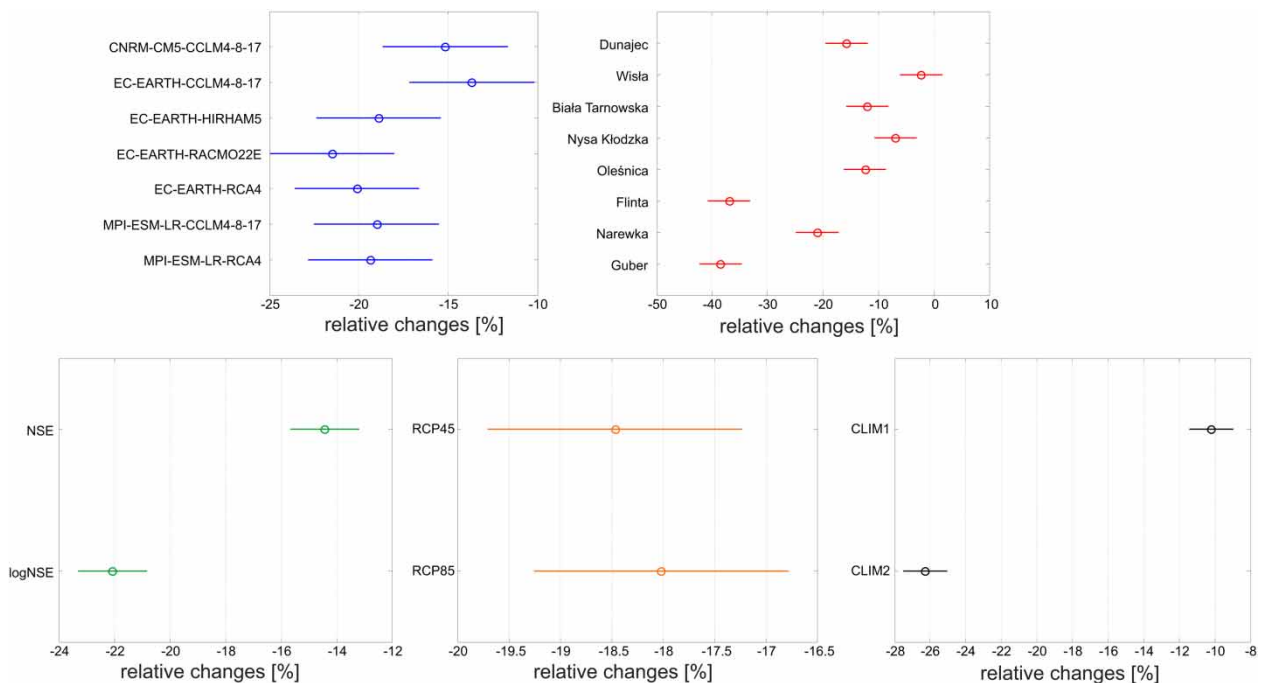 CNRM-CM5-CCLM4-8-17
EC-EARTH-CCLM4-8-17
EC-EARTH-HIRHAM5
EC-EARTH-RACMO22E
EC-EARTH-RCA4
MPI-ESM-LR-CCLM4-8-17
MPI-ESM-LR-RCA4
-25 -20 -15 -10
relative changes [%]
Dunajec
Wisła
Biała Tarnowska
Nysa Kłodzka
Oleśnica
Flinta
Narewka
Guber
-50 -40 -30 -20 -10 0 10
relative changes [%]
NSE
logNSE
-24 -22 -20 -18 -16 -14 -12
relative changes [%]
RCP45
RCP85
-20 -19.5 -19 -18.5 -18 -17.5 -17 -16.5
relative changes [%]
CLIM1
CLIM2
-28 -26 -24 -22 -20 -18 -16 -14 -12 -10 -8
relative changes [%]